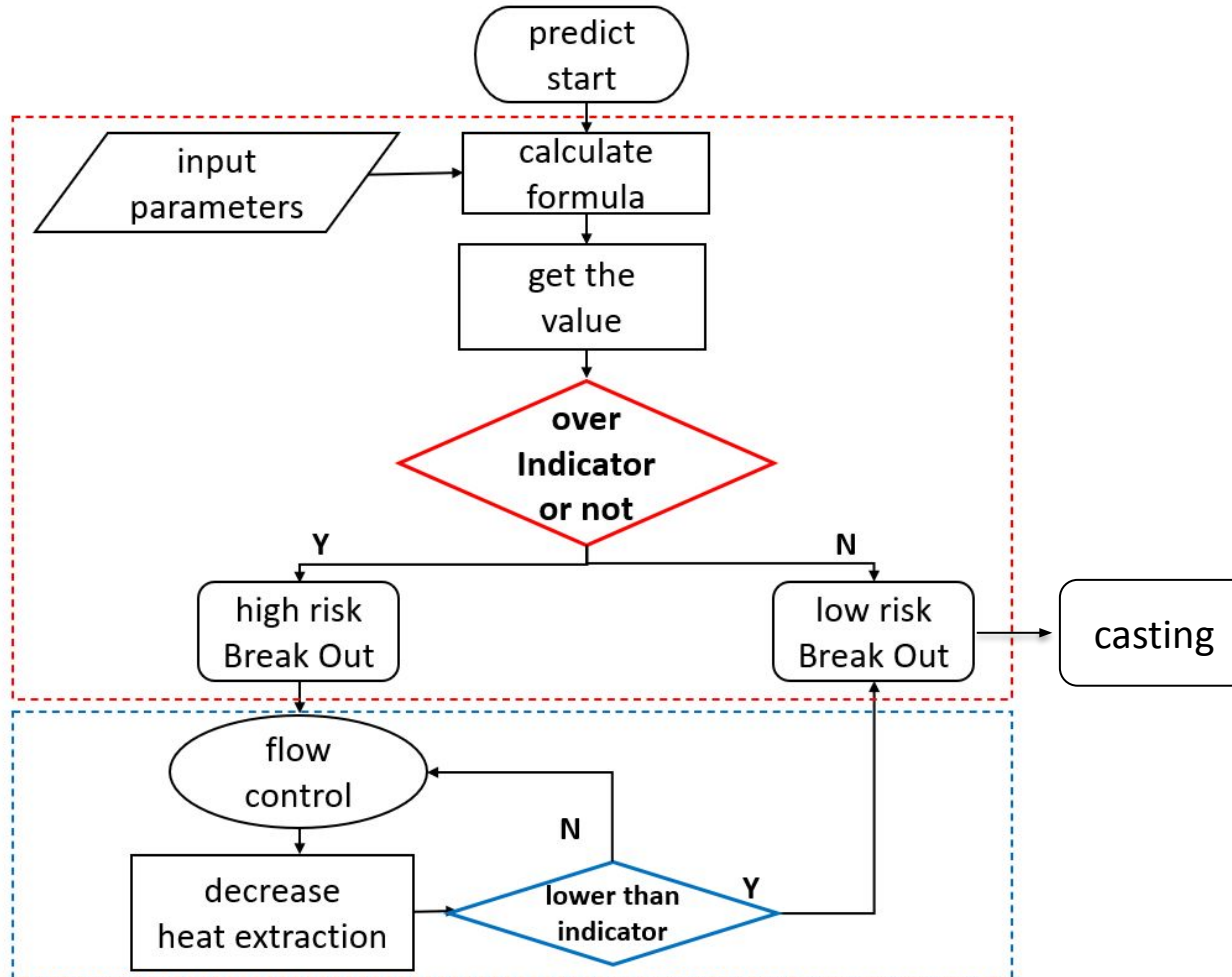 predict
start
input
parameters
calculate
formula
get the
value
over
Indicator
or not
Y
N
high risk
Break Out
low risk
Break Out
casting
flow
control
N
decrease
heat extraction
lower than
indicator
Y